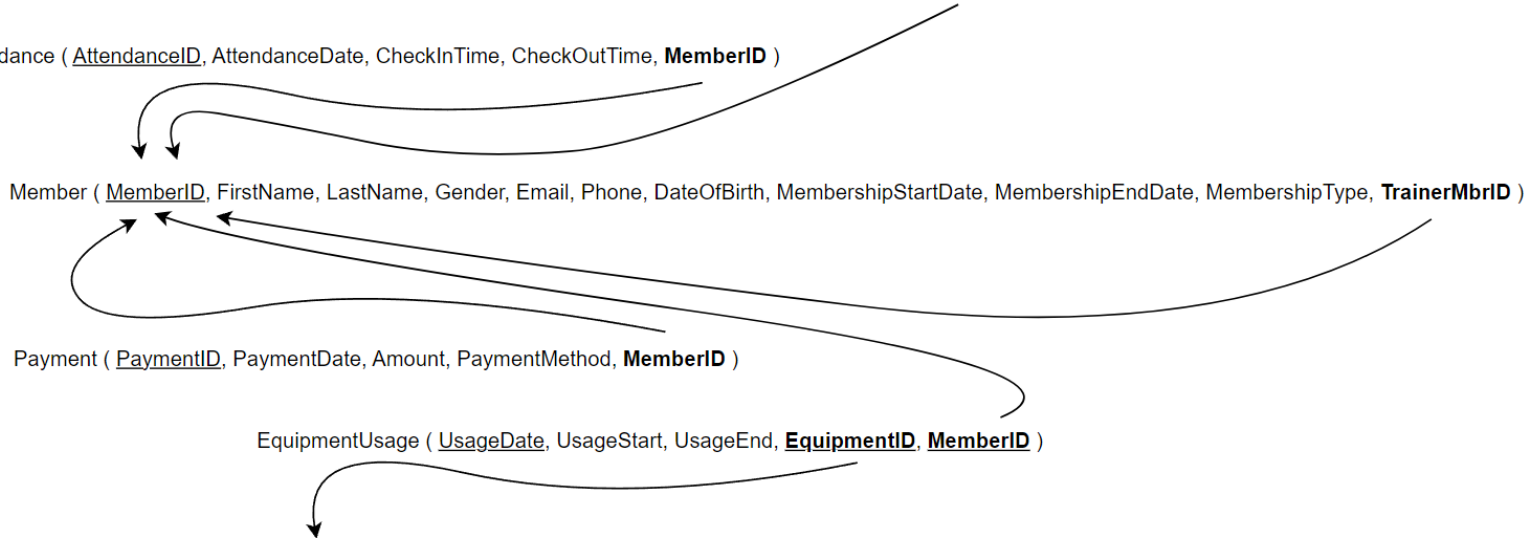 dance ( AttendanceID, AttendanceDate, CheckInTime, CheckOutTime, MemberID )
Member ( MemberID, FirstName, LastName, Gender, Email, Phone, DateOfBirth, MembershipStartDate, MembershipEndDate, MembershipType, TrainerMbrID )
Payment ( PaymentID, PaymentDate, Amount, PaymentMethod, MemberID )
EquipmentUsage ( UsageDate, UsageStart, UsageEnd, EquipmentID, MemberID )